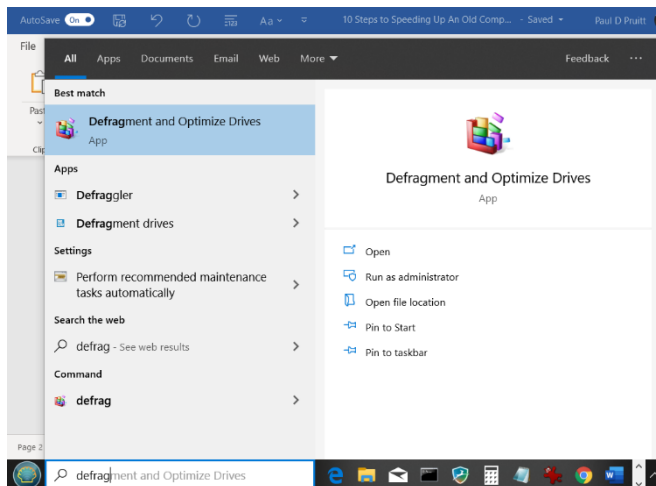 AutoSave On 10 Steps to Speeding Up An Old Comp... - Saved Paul D Pruitt
Aa
File
All Apps Documents Email Web More Feedback ...
Past
Clip
Best match
Defragment and Optimize Drives
App
Apps
Defraggler
Defragment drives
Settings
Perform recommended maintenance
tasks automatically
Search the web
defrag - See web results
Command
defrag
Defragment and Optimize Drives
App
Open
Run as administrator
Open file location
Pin to Start
Pin to taskbar
Page 2
defragment and Optimize Drives